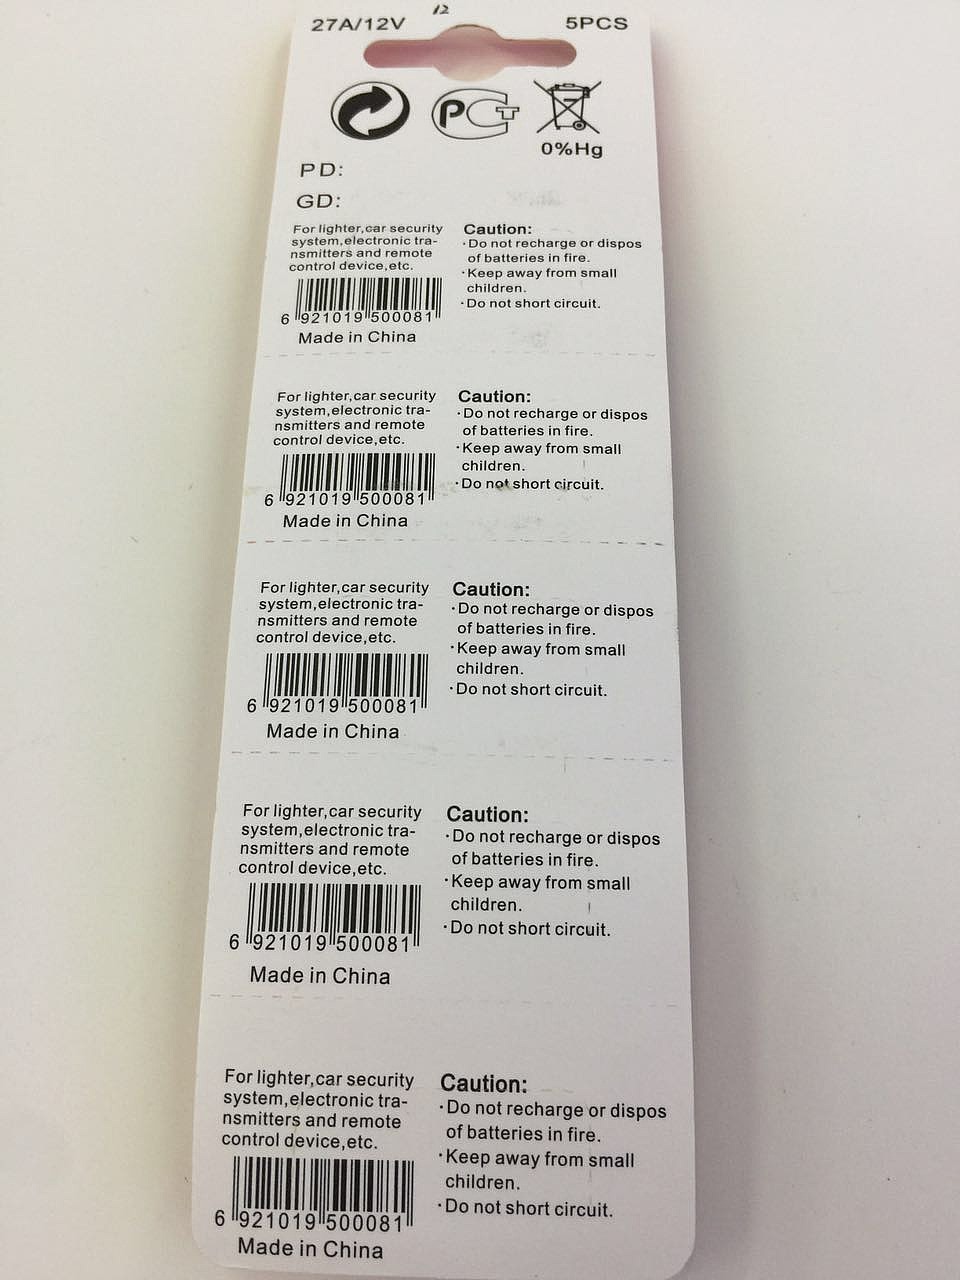 12
27A/12V 5PCS
PCT
0%Hg
PD:
GD:
For lighter,car security
system,electronic tra-
nsmitters and remote
control device,etc.
6 921019 500081
Made in China
Caution:
·Do not recharge or dispos
of batteries in fire.
·Keep away from small
children.
·Do not short circuit.
For lighter,car security
system,electronic tra-
nsmitters and remote
control device,etc.
6 921019 500081
Made in China
Caution:
·Do not recharge or dispos
of batteries in fire.
·Keep away from small
children.
·Do not short circuit.
For lighter,car security
system,electronic tra-
nsmitters and remote
control device,etc.
6 921019 500081
Made in China
Caution:
·Do not recharge or dispos
of batteries in fire.
·Keep away from small
children.
·Do not short circuit.
For lighter,car security
system,electronic tra-
nsmitters and remote
control device,etc.
6 921019 500081
Made in China
Caution:
·Do not recharge or dispos
of batteries in fire.
·Keep away from small
children.
·Do not short circuit.
For lighter,car security
system,electronic tra-
nsmitters and remote
control device,etc.
6 921019 500081
Made in China
Caution:
·Do not recharge or dispos
of batteries in fire.
·Keep away from small
children.
·Do not short circuit.